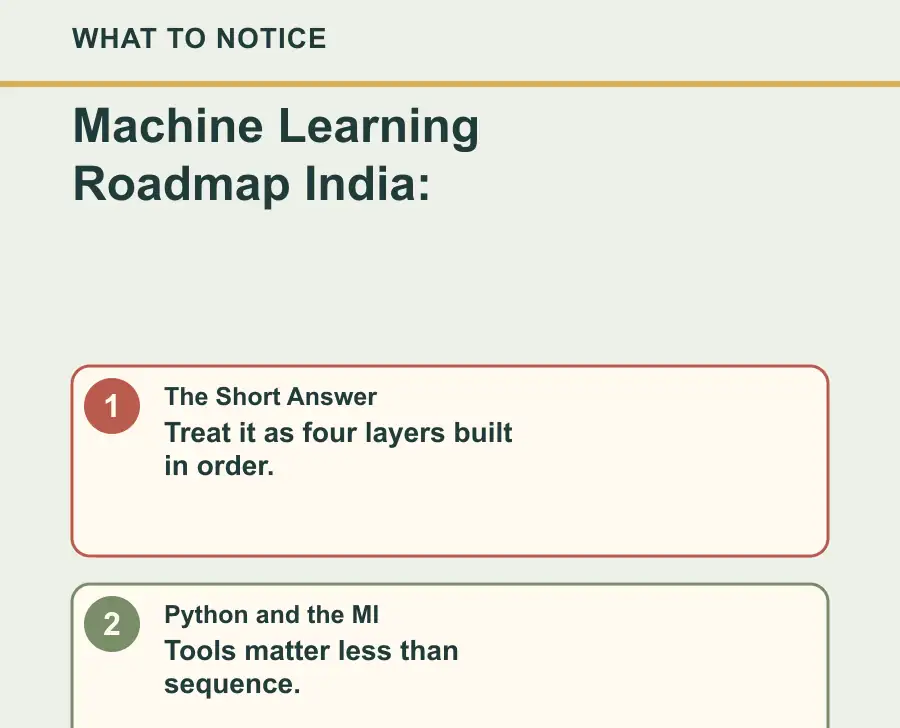 WHAT TO NOTICE
Machine Learning
Roadmap India:
1
The Short Answer
Treat it as four layers built
in order.
2
Python and the Ml
Tools matter less than
sequence.